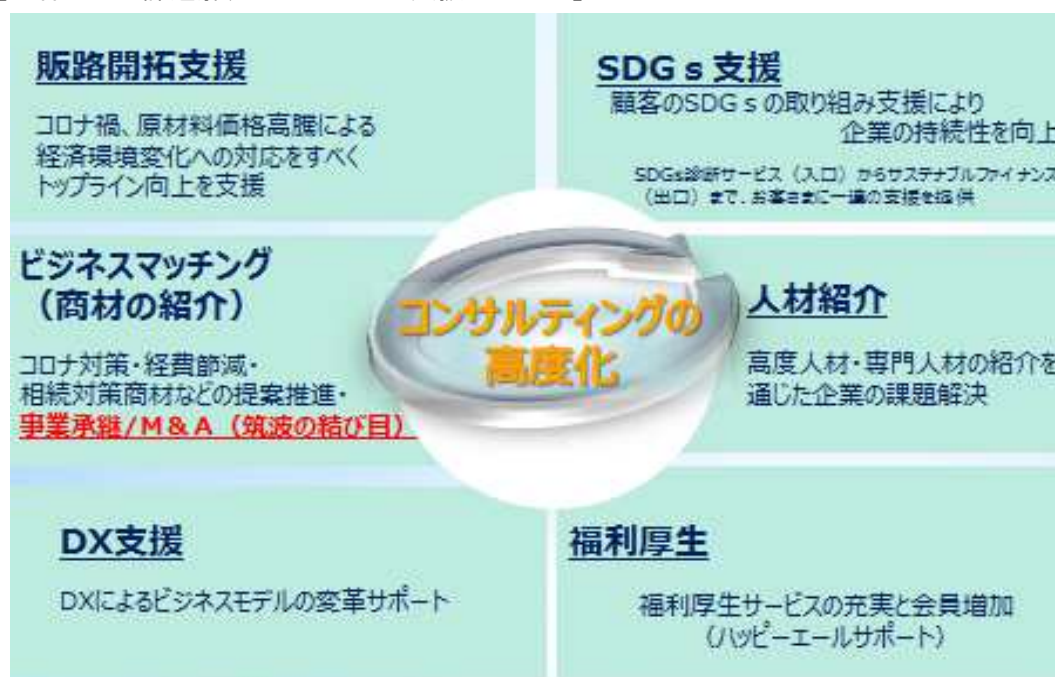 販路開拓支援
コロナ禍、原材料価格高騰による
経済環境変化への対応をすべく
トップライン向上を支援
SDGｓ支援
顧客のSDGｓの取り組み支援により
企業の持続性を向上
SDGs診断サービス（入口）からサステナブルファイナンス
（出口）まで、お客さまに一連の支援を提供
ビジネスマッチング
（商材の紹介）
コロナ対策・経費節減・
相続対策商材などの提案推進・
事業承継/M＆A（筑波の結び目）
コンサルティングの
高度化
人材紹介
高度人材・専門人材の紹介を
通じた企業の課題解決
DX支援
DXによるビジネスモデルの変革サポート
福利厚生
福利厚生サービスの充実と会員増加
（ハッピーエールサポート）